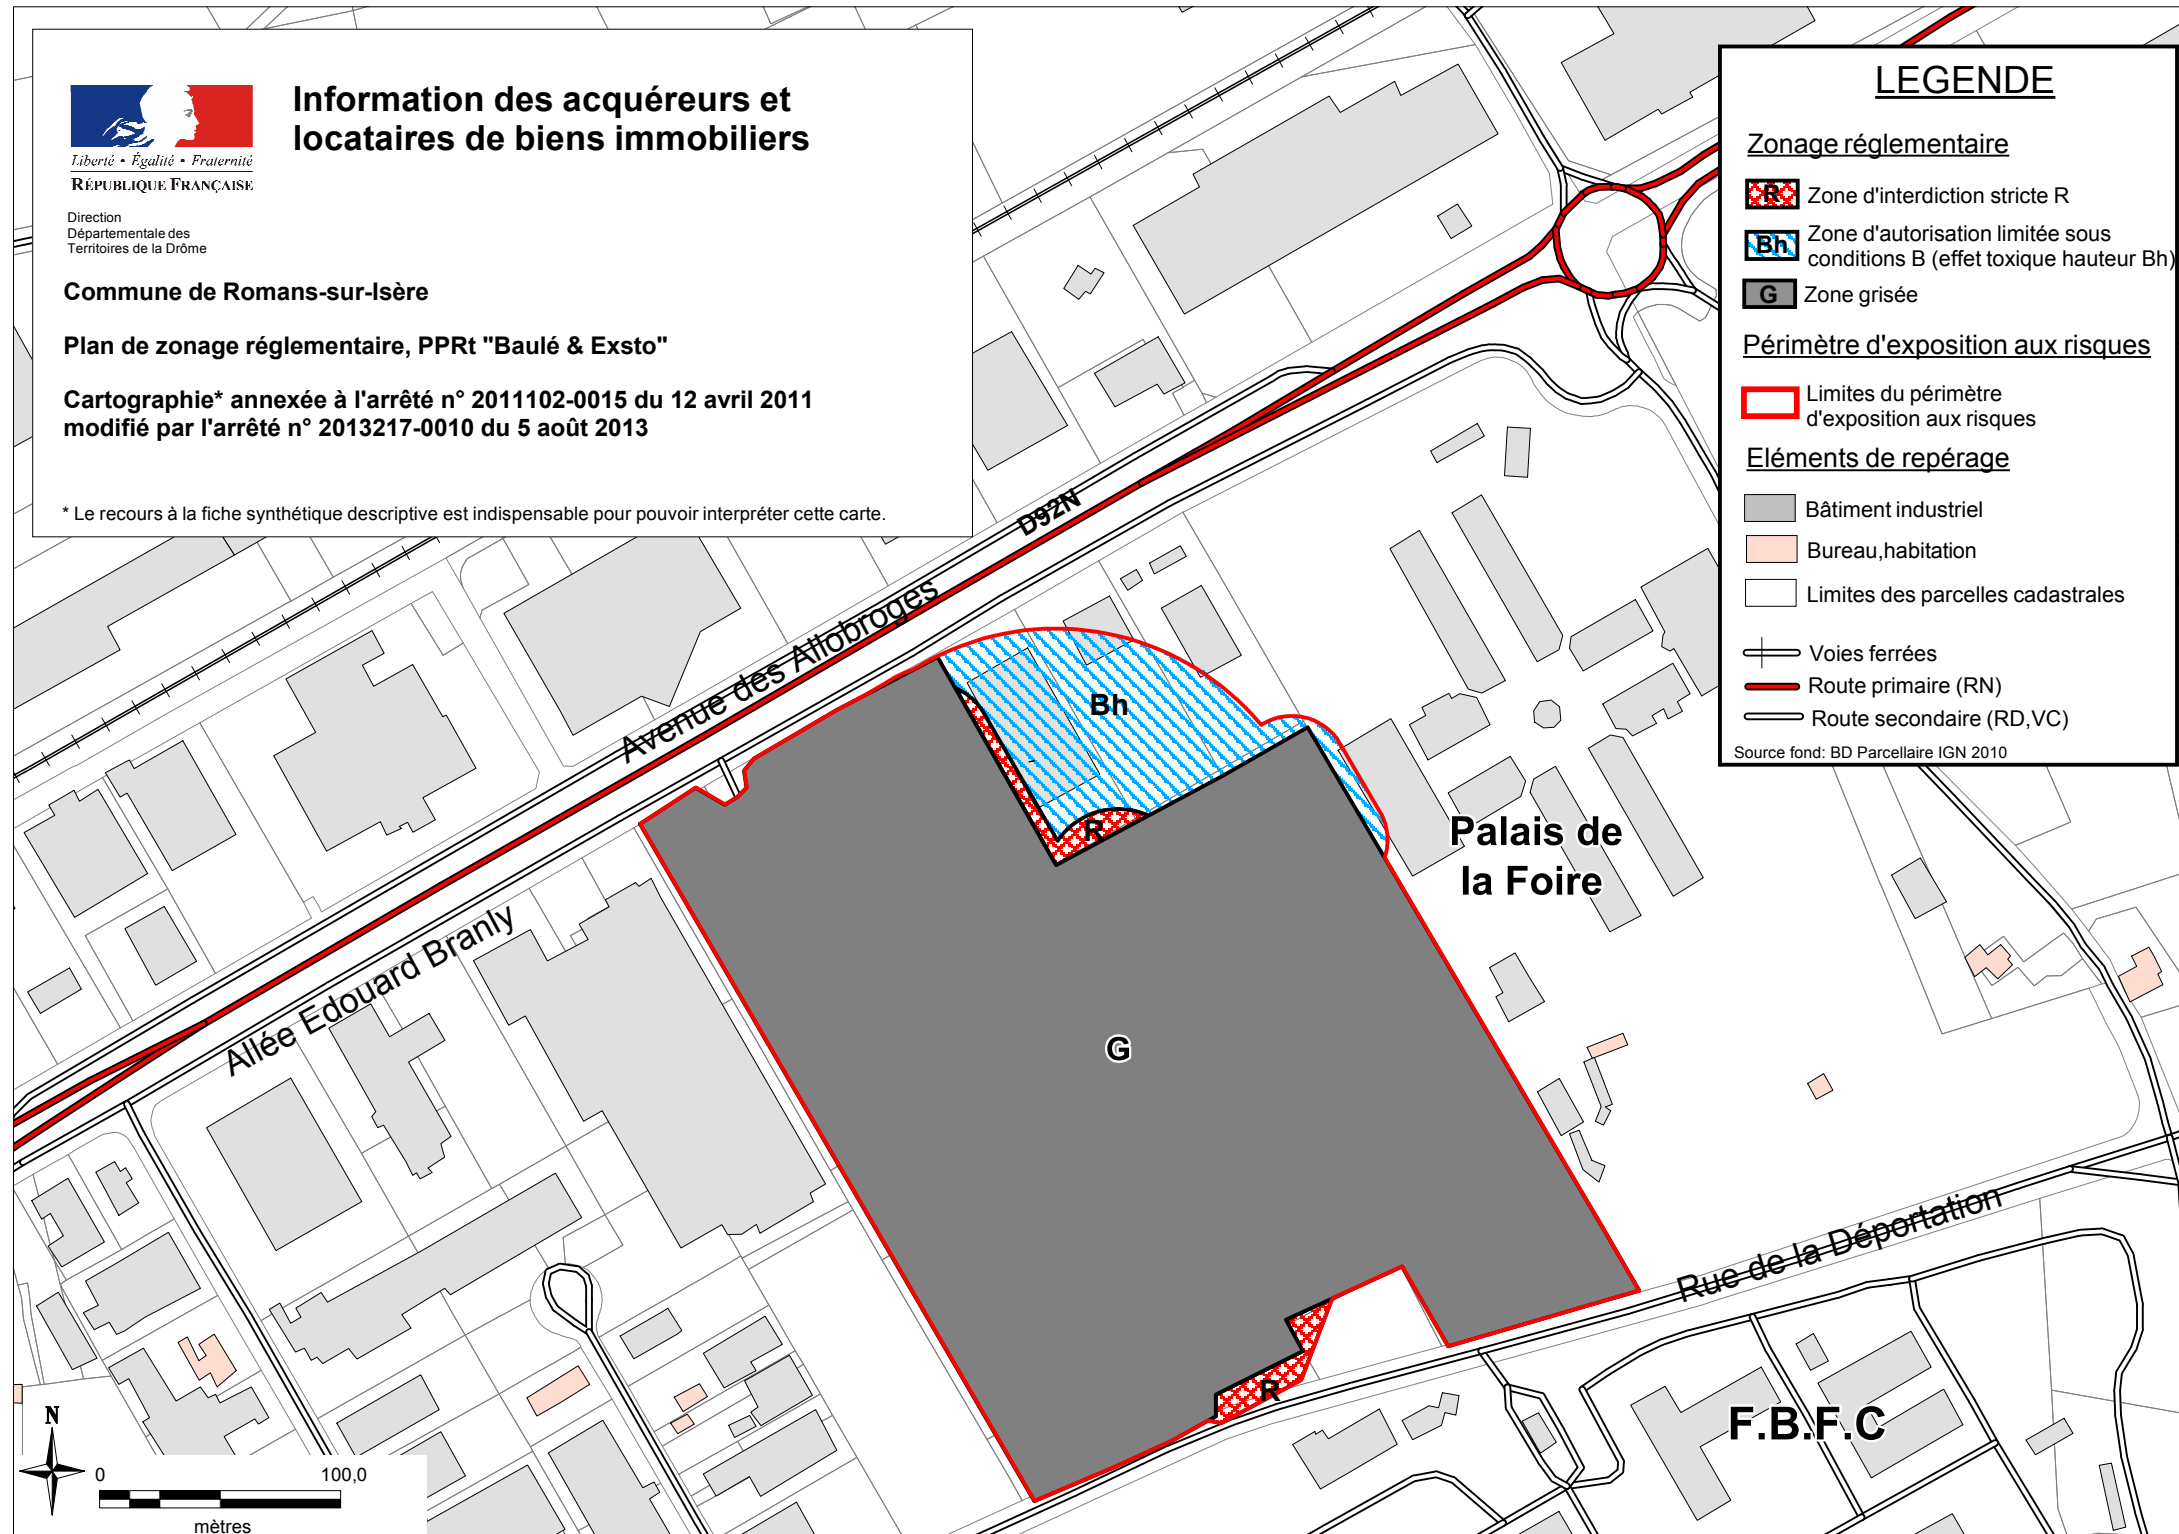 Liberté • Égalité • Fraternité
RÉPUBLIQUE FRANÇAISE
Direction
Départementale des
Territoires de la Drôme
Information des acquéreurs et
locataires de biens immobiliers
Commune de Romans-sur-Isère
Plan de zonage réglementaire, PPRt "Baulé & Exsto"
Cartographie* annexée à l'arrêté n° 2011102-0015 du 12 avril 2011
modifié par l'arrêté n° 2013217-0010 du 5 août 2013
* Le recours à la fiche synthétique descriptive est indispensable pour pouvoir interpréter cette carte.
LEGENDE
Zonage réglementaire
R Zone d'interdiction stricte R
Bh Zone d'autorisation limitée sous
conditions B (effet toxique hauteur Bh)
G Zone grisée
Périmètre d'exposition aux risques
Limites du périmètre
d'exposition aux risques
Eléments de repérage
Bâtiment industriel
Bureau,habitation
Limites des parcelles cadastrales
Voies ferrées
Route primaire (RN)
Route secondaire (RD,VC)
Source fond: BD Parcellaire IGN 2010
D92N
Avenue des Allobroges
Bh
R
Palais de
la Foire
Allée Edouard Branly
G
Rue de la Déportation
R
F.B.F.C
N
0 100,0
mètres